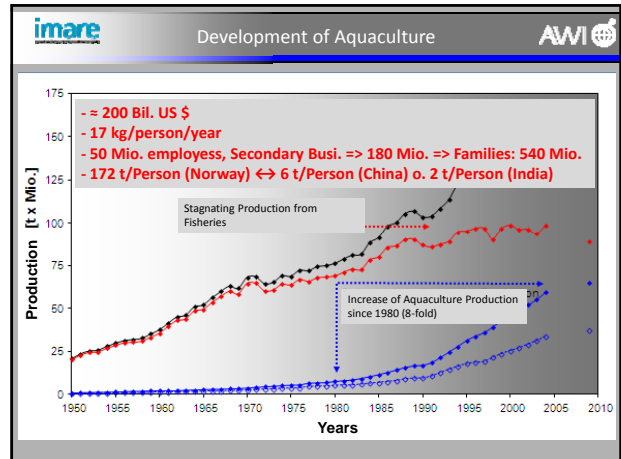 imare
Development of Aquaculture
AWI
- ≈ 200 Bil. US $
- 17 kg/person/year
- 50 Mio. employess, Secondary Busi. => 180 Mio. => Families: 540 Mio.
- 172 t/Person (Norway) ↔ 6 t/Person (China) o. 2 t/Person (India)
Stagnating Production from
Fisheries
Increase of Aquaculture Production
since 1980 (8-fold)
Production [t x Mio.]
175
150
125
100
75
50
25
0
1950 1955 1960 1965 1970 1975 1980 1985 1990 1995 2000 2005 2010
Years